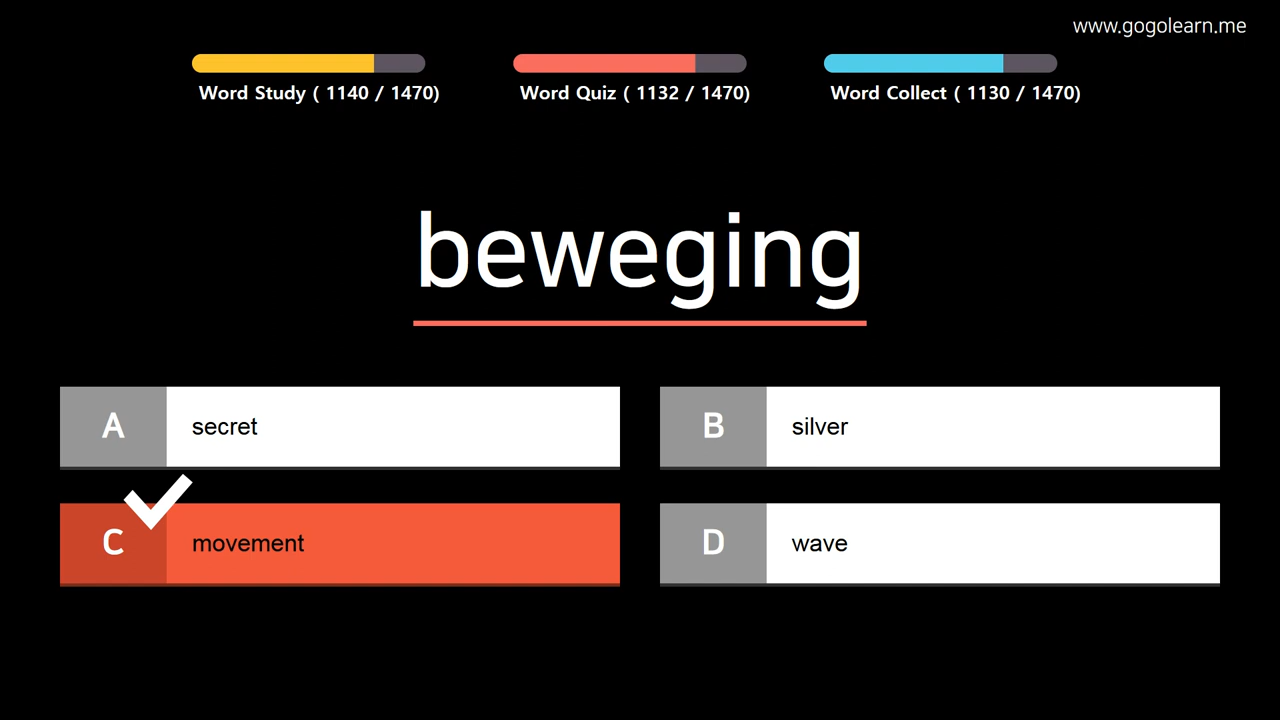 www.gogolearn.me
Word Study ( 1140 / 1470)
Word Quiz ( 1132 / 1470)
Word Collect ( 1130 / 1470)
beweging
A secret
B silver
C movement
D wave